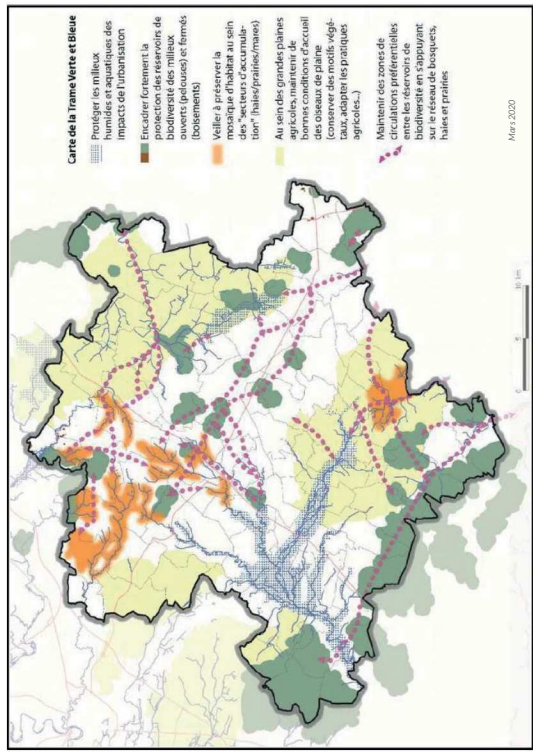 Carte de la Trame Verte et Bleue
Protéger les milieux
humides et aquatiques des
impacts de l'urbanisation
Encadrer fortement la
protection des réservoirs de
biodiversité des milieux
ouverts (pelouses) et fermés
(boisements)
Veiller à préserver la
mosaïque d'habitat au sein
des "secteurs d'accumula-
tion" (haies/prairies/mares)
Au sein des grandes plaines
agricoles, maintenir de
bonnes conditions d'accueil
des oiseaux de plaine
(conserver des motifs végé-
taux, adapter les pratiques
agricoles...)
Maintenir des zones de
circulations préférentielles
entre les réservoirs de
biodiversité en s'appuyant
sur le réseau de bosquets,
haies et prairies
Mars 2020